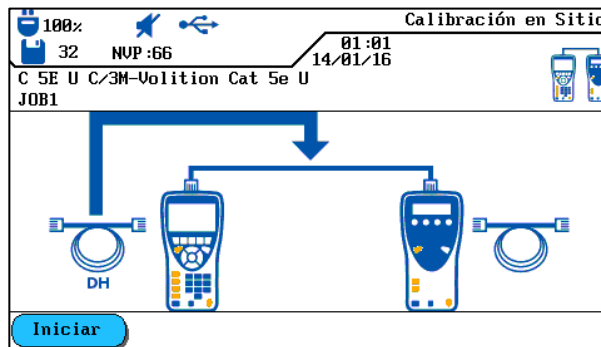 100%
Calibración en Sitio
32 NVP:66
01:01
14/01/16
C 5E U C/3M-Volition Cat 5e U
JOB1
DH
Iniciar